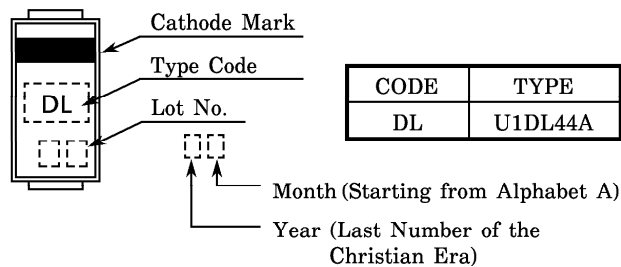 Cathode Mark
Type Code
DL
Lot No.
CODE TYPE
DL U1DL44A
Month (Starting from Alphabet A)
Year (Last Number of the
Christian Era)